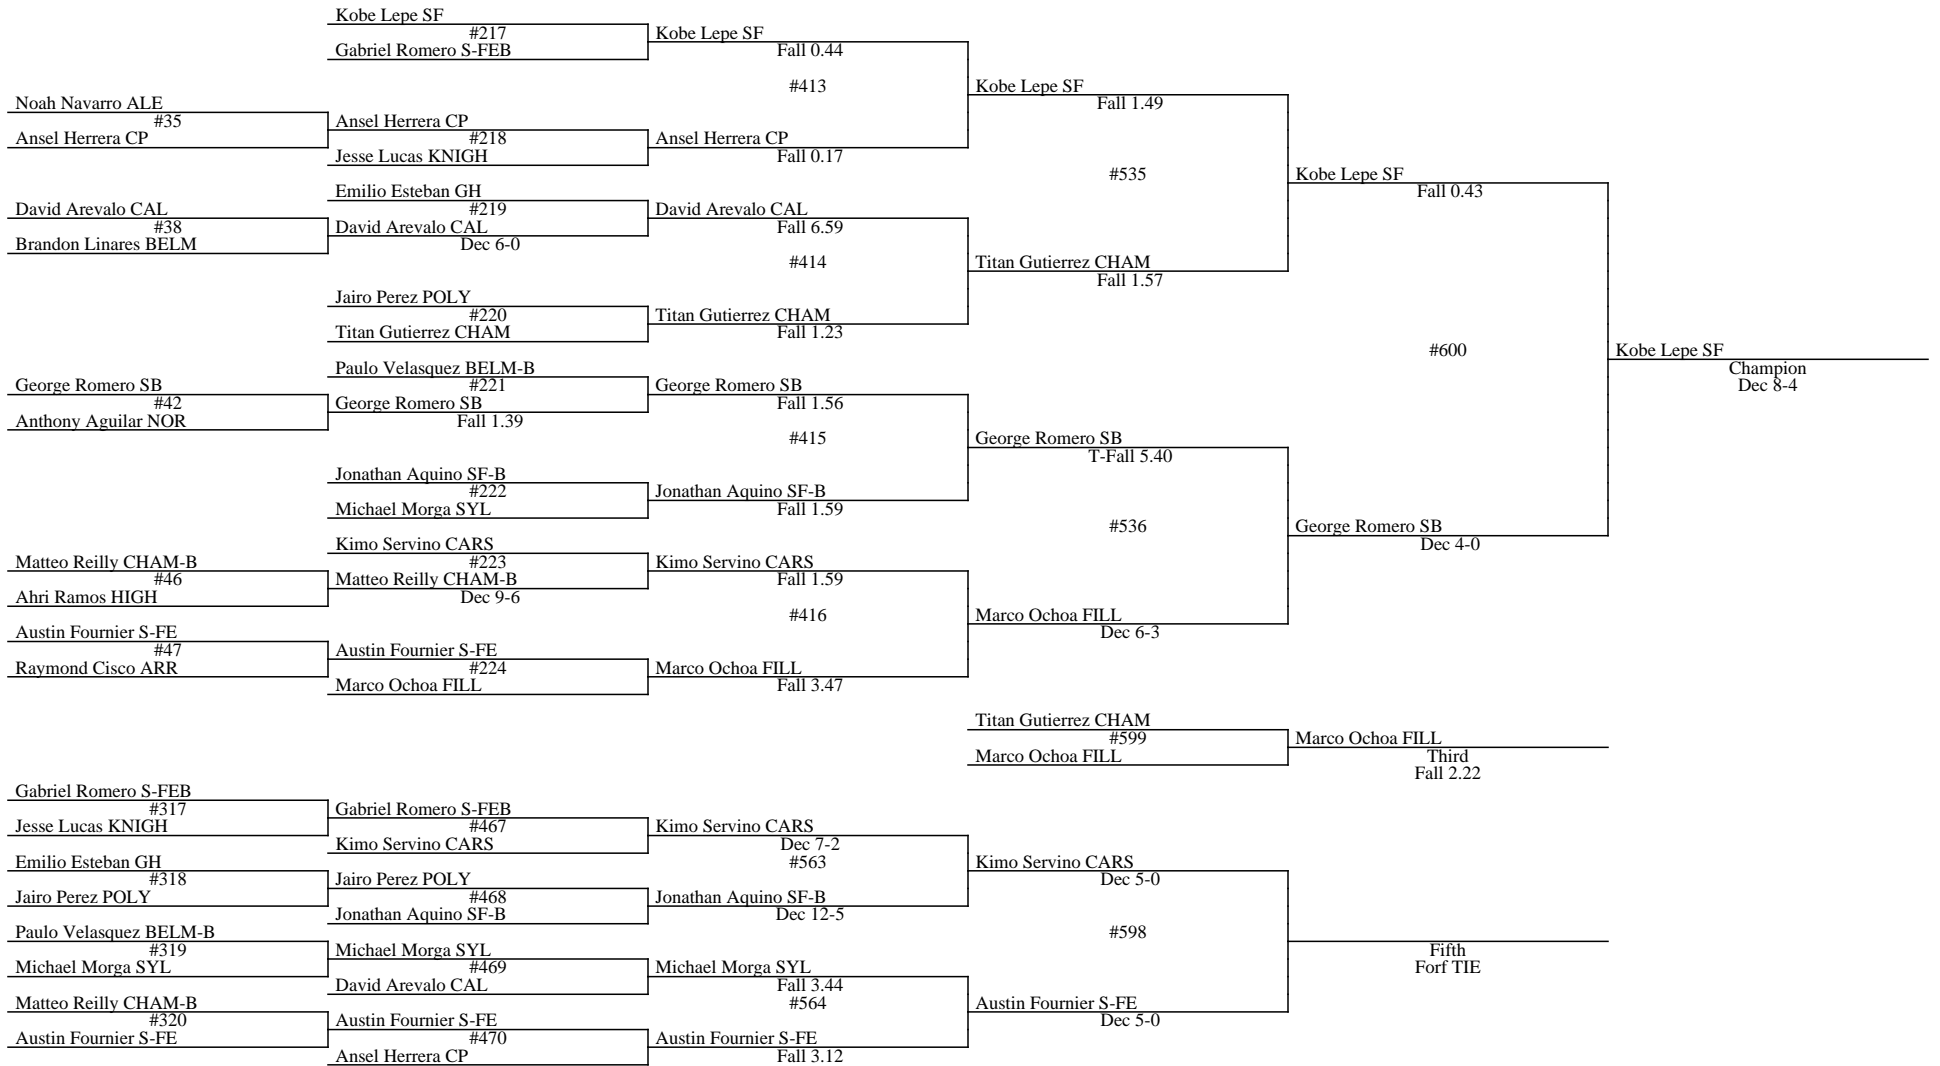 Kobe Lepe SF
#217
Gabriel Romero S-FEB
Kobe Lepe SF
Fall 0.44
#413
Noah Navarro ALE
#35
Ansel Herrera CP
Ansel Herrera CP
#218
Jesse Lucas KNIGH
Ansel Herrera CP
Fall 0.17
Kobe Lepe SF
Fall 1.49
#535
David Arevalo CAL
#38
Brandon Linares BELM
Emilio Esteban GH
#219
David Arevalo CAL
Dec 6-0
David Arevalo CAL
Fall 6.59
#414
Jairo Perez POLY
#220
Titan Gutierrez CHAM
Titan Gutierrez CHAM
Fall 1.23
Titan Gutierrez CHAM
Fall 1.57
Kobe Lepe SF
Fall 0.43
#600
Kobe Lepe SF
Champion
Dec 8-4
George Romero SB
#42
Anthony Aguilar NOR
Paulo Velasquez BELM-B
#221
George Romero SB
Fall 1.39
George Romero SB
Fall 1.56
#415
Jonathan Aquino SF-B
#222
Michael Morga SYL
Jonathan Aquino SF-B
Fall 1.59
George Romero SB
T-Fall 5.40
#536
George Romero SB
Dec 4-0
Matteo Reilly CHAM-B
#46
Ahri Ramos HIGH
Kimo Servino CARS
#223
Matteo Reilly CHAM-B
Dec 9-6
Kimo Servino CARS
Fall 1.59
#416
Austin Fournier S-FE
#47
Raymond Cisco ARR
Austin Fournier S-FE
#224
Marco Ochoa FILL
Marco Ochoa FILL
Fall 3.47
Marco Ochoa FILL
Dec 6-3
Titan Gutierrez CHAM
#599
Marco Ochoa FILL
Marco Ochoa FILL
Third
Fall 2.22
Gabriel Romero S-FEB
#317
Jesse Lucas KNIGH
Gabriel Romero S-FEB
#467
Kimo Servino CARS
Kimo Servino CARS
Dec 7-2
#563
Emilio Esteban GH
#318
Jairo Perez POLY
Jairo Perez POLY
#468
Jonathan Aquino SF-B
Jonathan Aquino SF-B
Dec 12-5
Kimo Servino CARS
Dec 5-0
#598
Paulo Velasquez BELM-B
#319
Michael Morga SYL
Michael Morga SYL
#469
David Arevalo CAL
Michael Morga SYL
Fall 3.44
#564
Matteo Reilly CHAM-B
#320
Austin Fournier S-FE
Austin Fournier S-FE
#470
Ansel Herrera CP
Austin Fournier S-FE
Fall 3.12
Austin Fournier S-FE
Dec 5-0
Fifth
Forf TIE